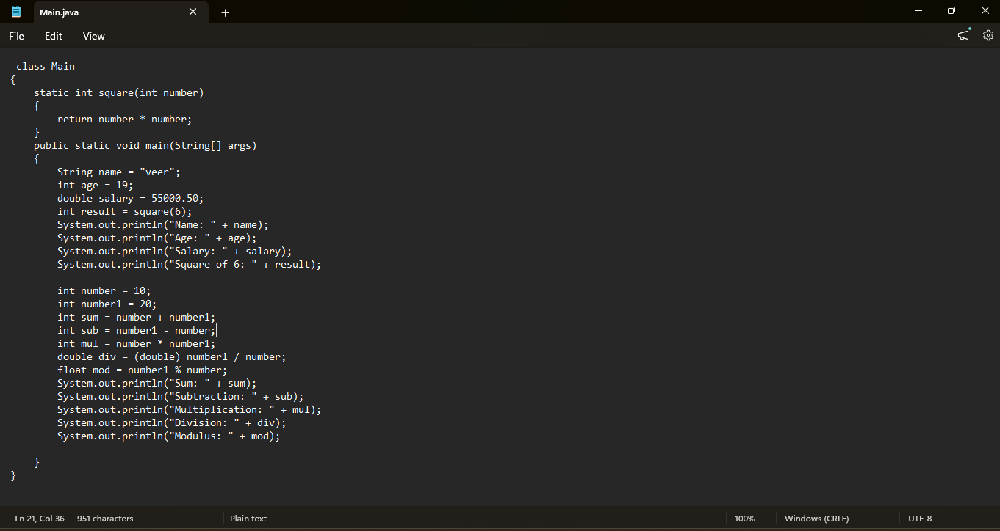 Main.java
File Edit View
class Main
{
    static int square(int number)
    {
        return number * number;
    }
    public static void main(String[] args)
    {
        String name = "veer";
        int age = 19;
        double salary = 55000.50;
        int result = square(6);
        System.out.println("Name: " + name);
        System.out.println("Age: " + age);
        System.out.println("Salary: " + salary);
        System.out.println("Square of 6: " + result);

        int number = 10;
        int number1 = 20;
        int sum = number + number1;
        int sub = number1 - number;
        int mul = number * number1;
        double div = (double) number1 / number;
        float mod = number1 % number;
        System.out.println("Sum: " + sum);
        System.out.println("Subtraction: " + sub);
        System.out.println("Multiplication: " + mul);
        System.out.println("Division: " + div);
        System.out.println("Modulus: " + mod);

    }
}
Ln 21, Col 36 951 characters Plain text 100% Windows (CRLF) UTF-8